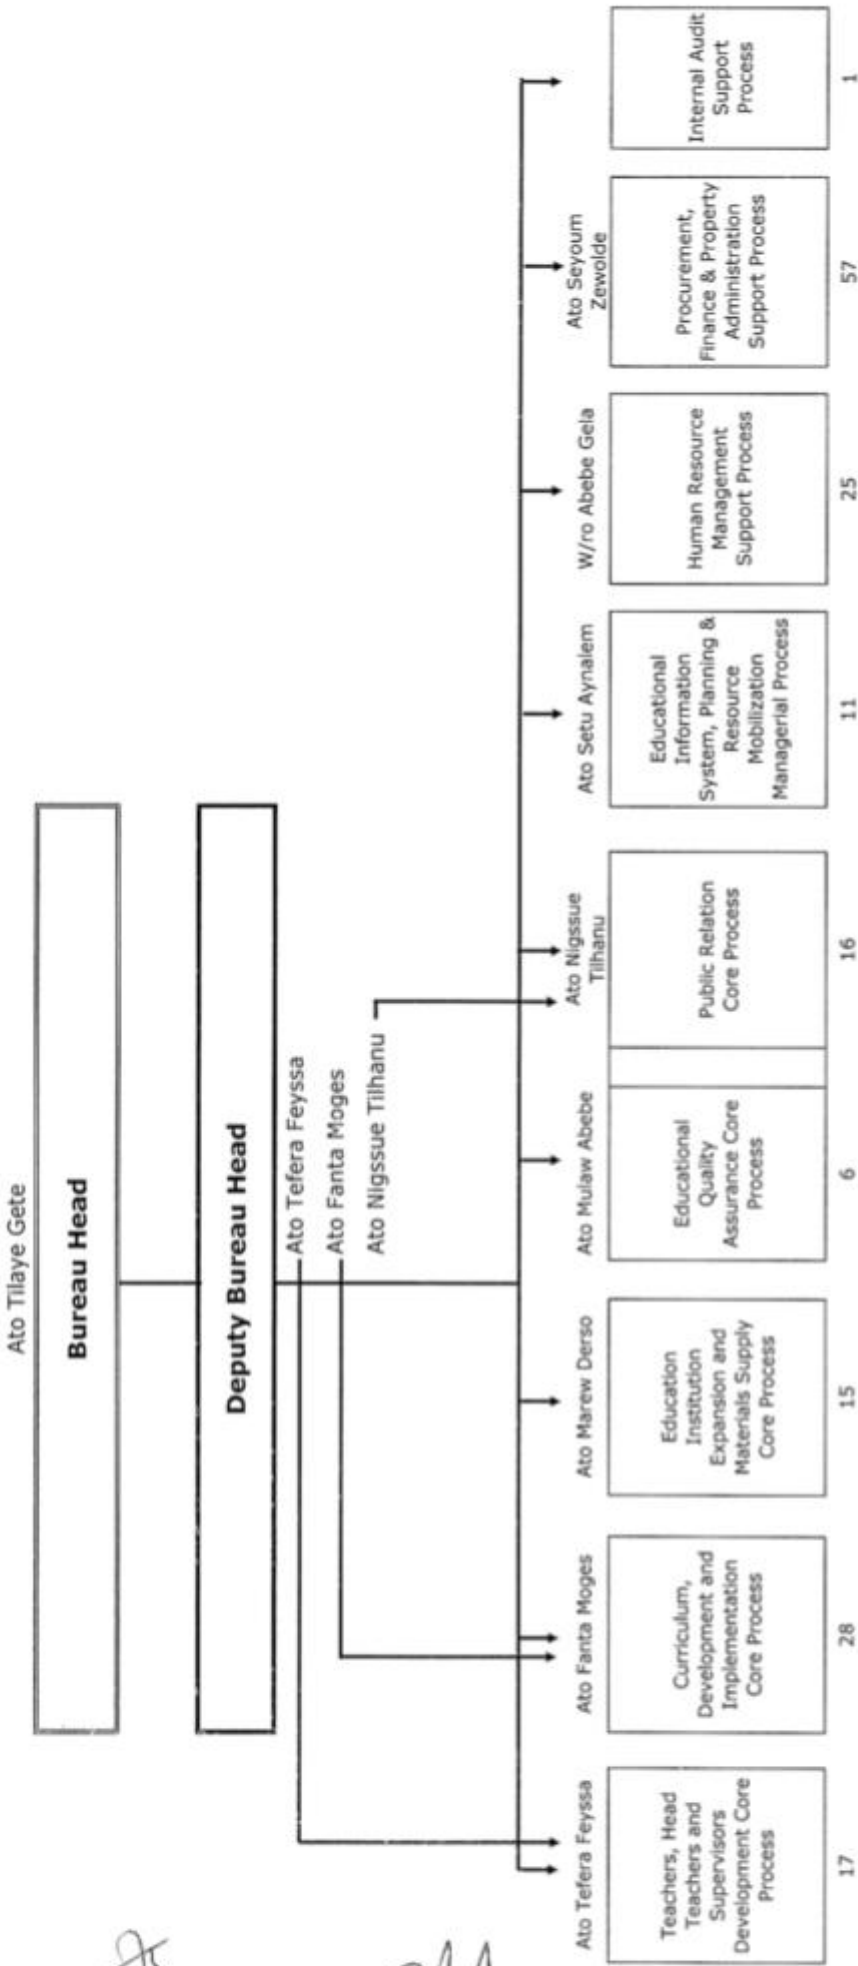 Ato Tilaye Gete
Bureau Head
Deputy Bureau Head
Ato Tefera Feyssa
Ato Fanta Moges
Ato Nigssue Tilhanu
Ato Tefera Feyssa
Teachers, Head
Teachers and
Supervisors
Development Core
Process
17
Ato Fanta Moges
Curriculum,
Development and
Implementation
Core Process
28
Ato Marew Derso
Education
Institution
Expansion and
Materials Supply
Core Process
15
Ato Mulaw Abebe
Educational
Quality
Assurance Core
Process
6
Ato Nigssue
Tilhanu
Public Relation
Core Process
16
Ato Setu Aynalem
Educational
Information
System, Planning &
Resource
Mobilization
Managerial Process
11
W/ro Abebe Gela
Human Resource
Management
Support Process
25
Ato Seyoum
Zewolde
Procurement,
Finance & Property
Administration
Support Process
57
Internal Audit
Support
Process
1